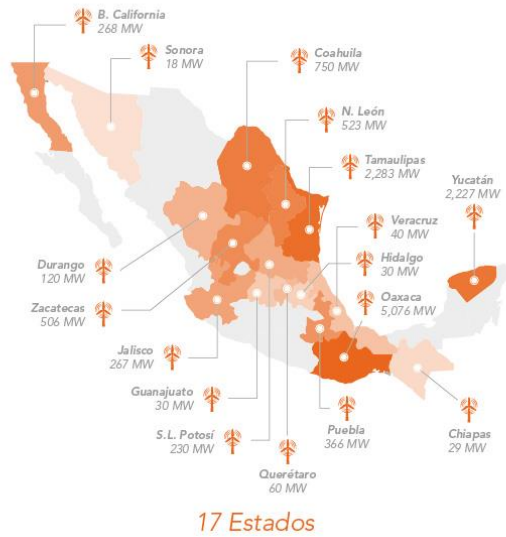 B. California
268 MW
Sonora
18 MW
Coahuila
750 MW
N. León
523 MW
Tamaulipas
2,283 MW
Yucatán
2,227 MW
Veracruz
40 MW
Durango
120 MW
Hidalgo
30 MW
Zacatecas
506 MW
Oaxaca
5,076 MW
Jalisco
267 MW
Guanajuato
30 MW
S.L. Potosí
230 MW
Querétaro
60 MW
Puebla
366 MW
Chiapas
29 MW
17 Estados